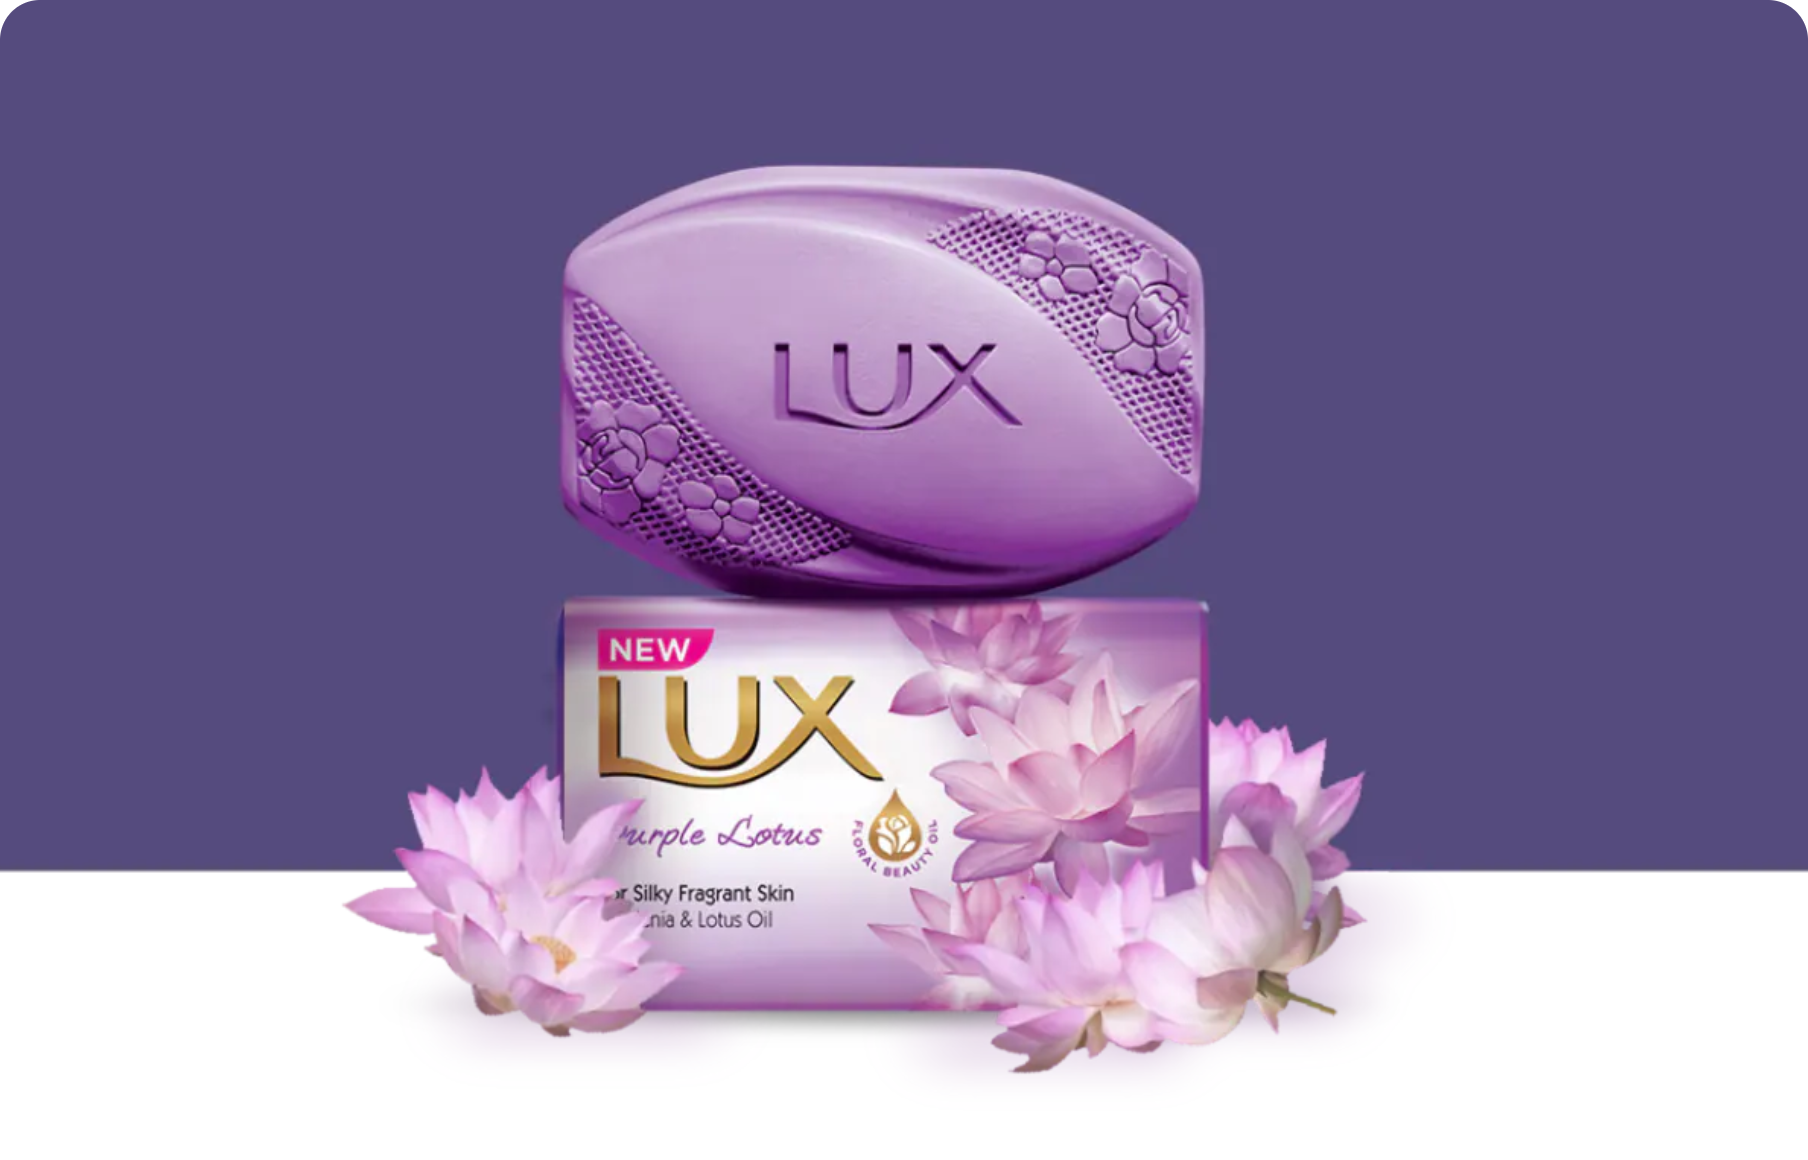 LUX
NEW
LUX
Lotus
FLORAL BEAUTY OIL
Silky Fragrant Skin
& Lotus Oil